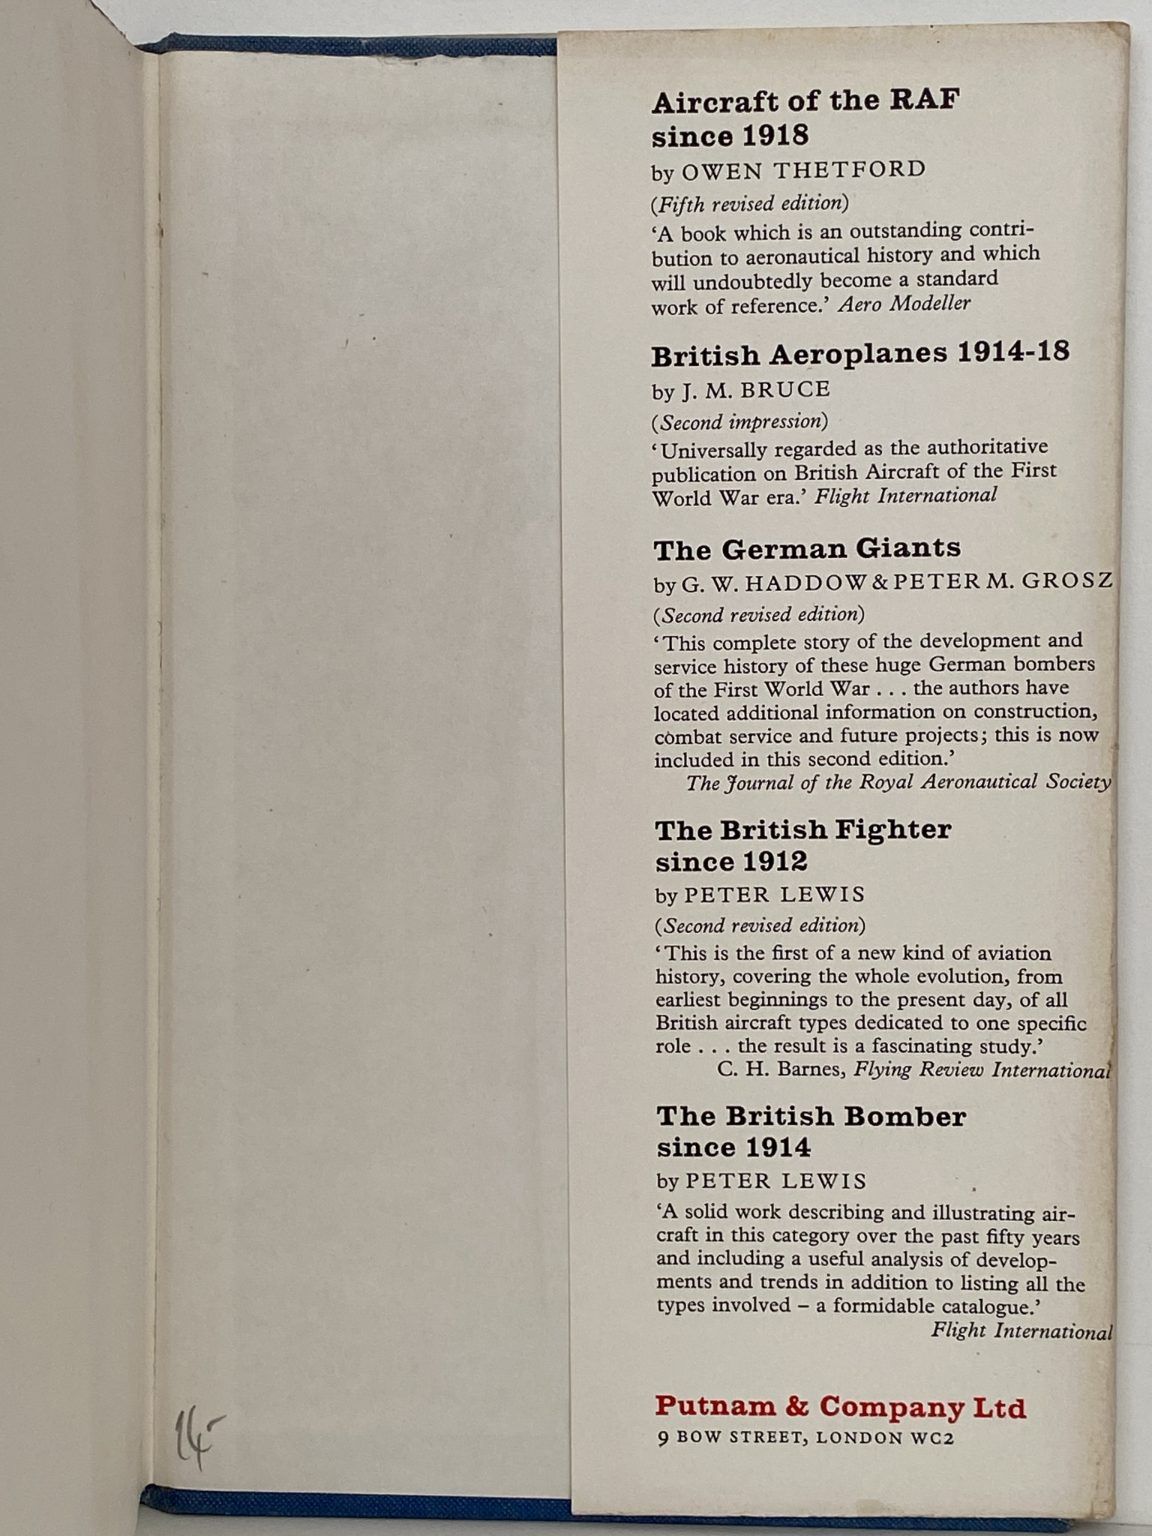 Aircraft of the RAF
since 1918
by OWEN THETFORD
(Fifth revised edition)
‘A book which is an outstanding contri-
bution to aeronautical history and which
will undoubtedly become a standard
work of reference.’ Aero Modeller
British Aeroplanes 1914-18
by J. M. BRUCE
(Second impression)
‘Universally regarded as the authoritative
publication on British Aircraft of the First
World War era.’ Flight International
The German Giants
by G. W. HADDOW & PETER M. GROSZ
(Second revised edition)
‘This complete story of the development and
service history of these huge German bombers
of the First World War . . . the authors have
located additional information on construction,
combat service and future projects; this is now
included in this second edition.’
The Journal of the Royal Aeronautical Society
The British Fighter
since 1912
by PETER LEWIS
(Second revised edition)
‘This is the first of a new kind of aviation
history, covering the whole evolution, from
earliest beginnings to the present day, of all
British aircraft types dedicated to one specific
role . . . the result is a fascinating study.’
C. H. Barnes, Flying Review International
The British Bomber
since 1914
by PETER LEWIS
‘A solid work describing and illustrating air-
craft in this category over the past fifty years
and including a useful analysis of develop-
ments and trends in addition to listing all the
types involved – a formidable catalogue.’
Flight International
Putnam & Company Ltd
9 BOW STREET, LONDON WC2